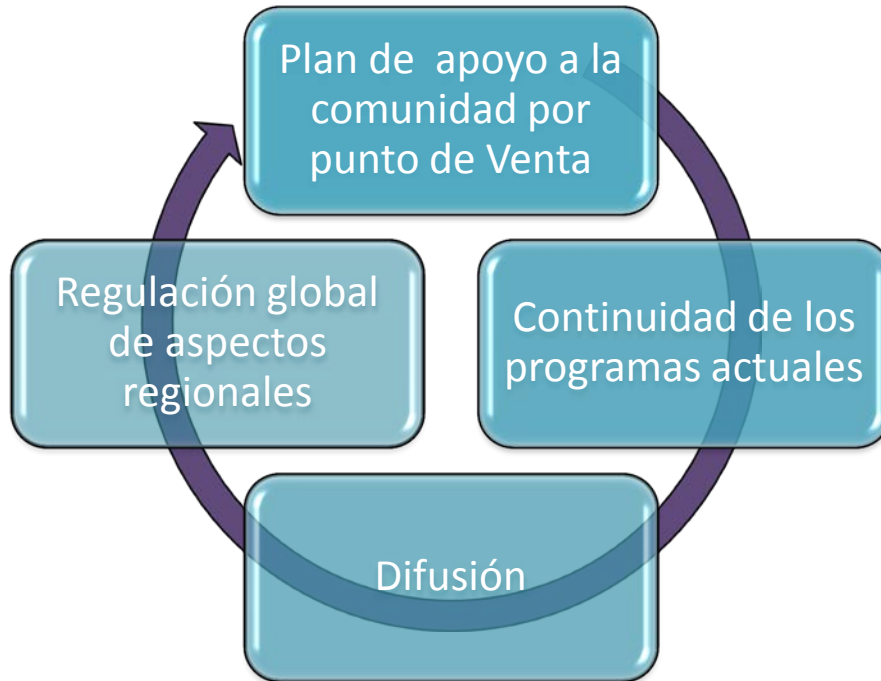 Plan de apoyo a la
comunidad por
punto de Venta
Regulación global
de aspectos
regionales
Continuidad de los
programas actuales
Difusión